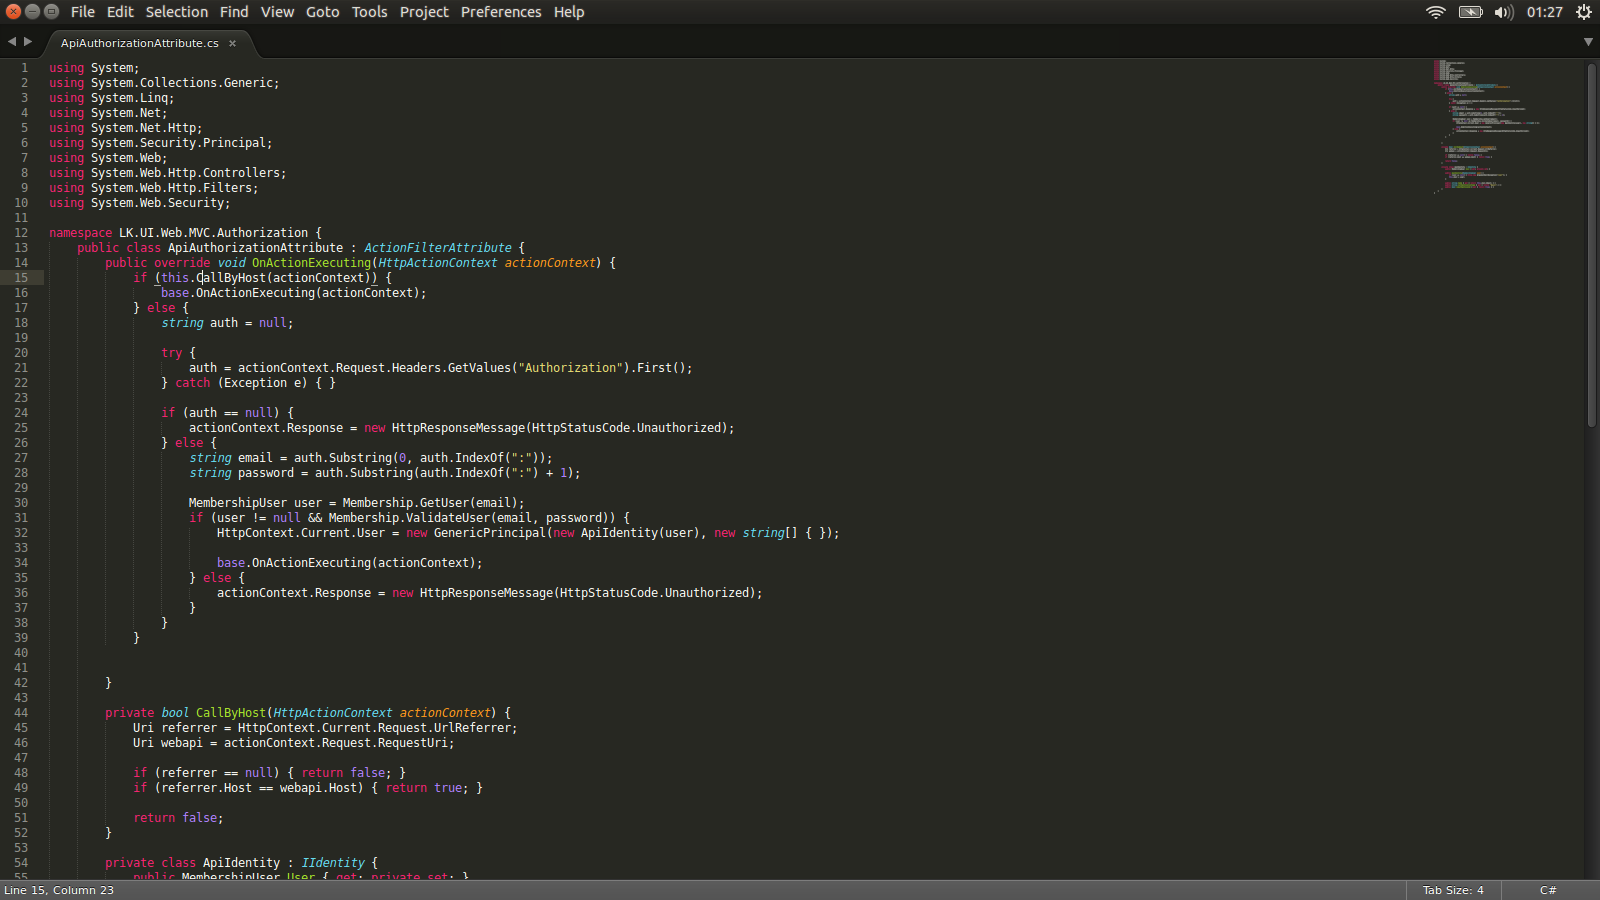 File Edit Selection Find View Goto Tools Project Preferences Help 01:27
ApiAuthorizationAttribute.cs ×
1 using System;
2 using System.Collections.Generic;
3 using System.Linq;
4 using System.Net;
5 using System.Net.Http;
6 using System.Security.Principal;
7 using System.Web;
8 using System.Web.Http.Controllers;
9 using System.Web.Http.Filters;
10 using System.Web.Security;
11
12 namespace LK.UI.Web.MVC.Authorization {
13 public class ApiAuthorizationAttribute : ActionFilterAttribute {
14 public override void OnActionExecuting(HttpActionContext actionContext) {
15 if (this.CallByHost(actionContext)) {
16 base.OnActionExecuting(actionContext);
17 } else {
18 string auth = null;
19
20 try {
21 auth = actionContext.Request.Headers.GetValues("Authorization").First();
22 } catch (Exception e) { }
23
24 if (auth == null) {
25 actionContext.Response = new HttpResponseMessage(HttpStatusCode.Unauthorized);
26 } else {
27 string email = auth.Substring(0, auth.IndexOf(":"));
28 string password = auth.Substring(auth.IndexOf(":") + 1);
29
30 MembershipUser user = Membership.GetUser(email);
31 if (user != null && Membership.ValidateUser(email, password)) {
32 HttpContext.Current.User = new GenericPrincipal(new ApiIdentity(user), new string[] { });
33
34 base.OnActionExecuting(actionContext);
35 } else {
36 actionContext.Response = new HttpResponseMessage(HttpStatusCode.Unauthorized);
37 }
38 }
39 }
40
41
42 }
43
44 private bool CallByHost(HttpActionContext actionContext) {
45 Uri referrer = HttpContext.Current.Request.UrlReferrer;
46 Uri webapi = actionContext.Request.RequestUri;
47
48 if (referrer == null) { return false; }
49 if (referrer.Host == webapi.Host) { return true; }
50
51 return false;
52 }
53
54 private class ApiIdentity : IIdentity {
55 public MembershipUser User { get; private set; }
Line 15, Column 23 Tab Size: 4 C#